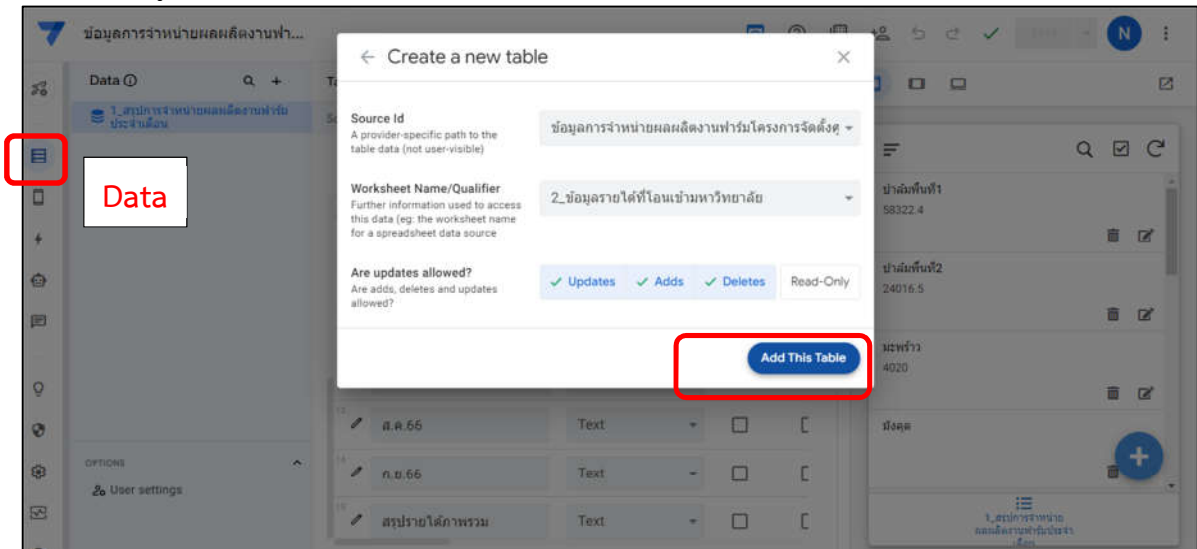 ข้อมูลการจำหน่ายผลผลิตงานฟา...
N
Data
1_สรุปการจำหน่ายผลผลิตงานฟาร์ม
ประจำเดือน
Data
Create a new table
Source Id
A provider-specific path to the
table data (not user-visible)
ข้อมูลการจำหน่ายผลผลิตงานฟาร์มโครงการจัดตั้งศู
Worksheet Name/Qualifier
Further information used to access
this data (eg: the worksheet name
for a spreadsheet data source
2_ข้อมูลรายได้ที่โอนเข้ามหาวิทยาลัย
Are updates allowed?
Are adds, deletes and updates
allowed?
Updates
Adds
Deletes
Read-Only
Add This Table
ส.ค.66
Text
ก.ย.66
Text
สรุปรายได้ภาพรวม
Text
OPTIONS
User settings
ปาล์มพื้นที่1
58322.4
ปาล์มพื้นที่2
24016.5
มะพร้าว
4020
มังคุด
1_สรุปการจำหน่าย
ผลผลิตงานฟาร์มประจำ
เดือน